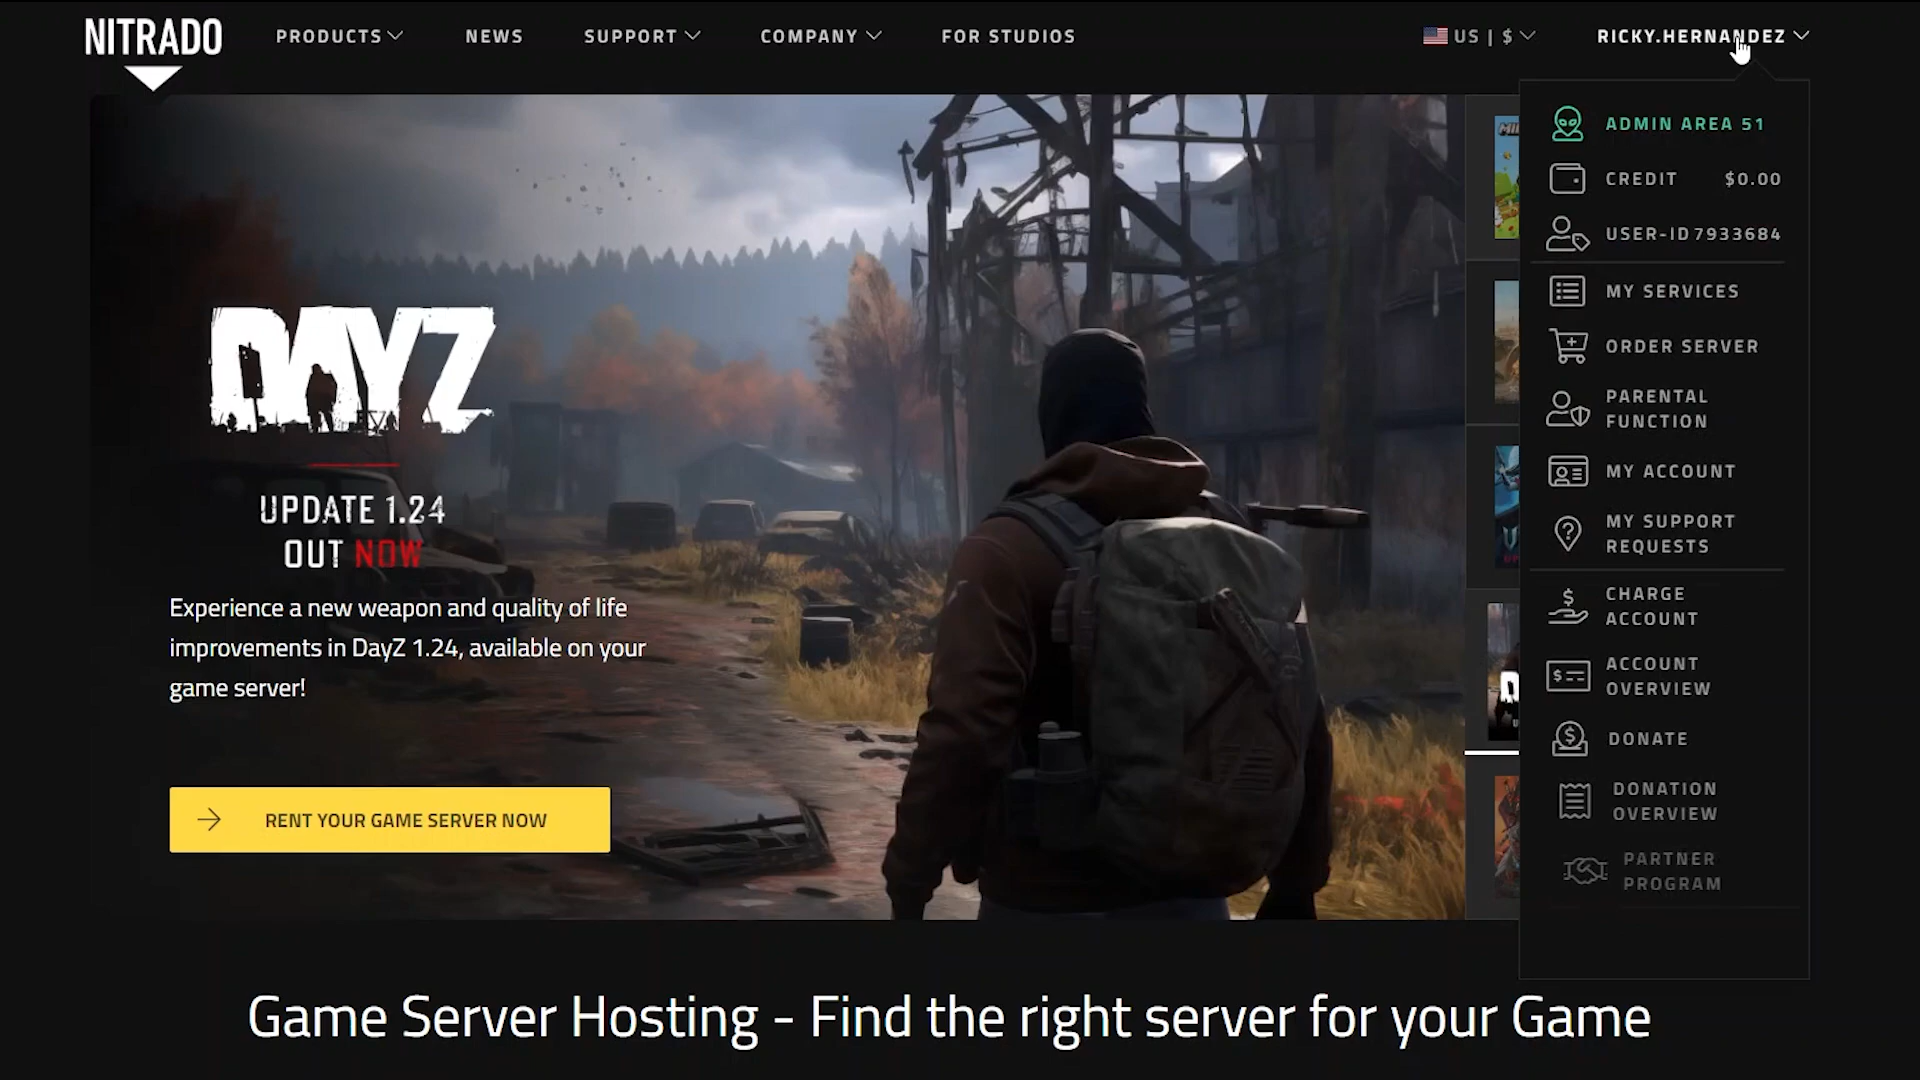 NITRADO
PRODUCTS
NEWS
SUPPORT
COMPANY
FOR STUDIOS
US | $
RICKY.HERNANDEZ
ADMIN AREA 51
CREDIT $0.00
USER-ID 7933684
MY SERVICES
ORDER SERVER
PARENTAL
FUNCTION
MY ACCOUNT
MY SUPPORT
REQUESTS
CHARGE
ACCOUNT
ACCOUNT
OVERVIEW
DONATE
DONATION
OVERVIEW
PARTNER
PROGRAM
DAYZ
UPDATE 1.24
OUT NOW
Experience a new weapon and quality of life
improvements in DayZ 1.24, available on your
game server!
RENT YOUR GAME SERVER NOW
Game Server Hosting - Find the right server for your Game